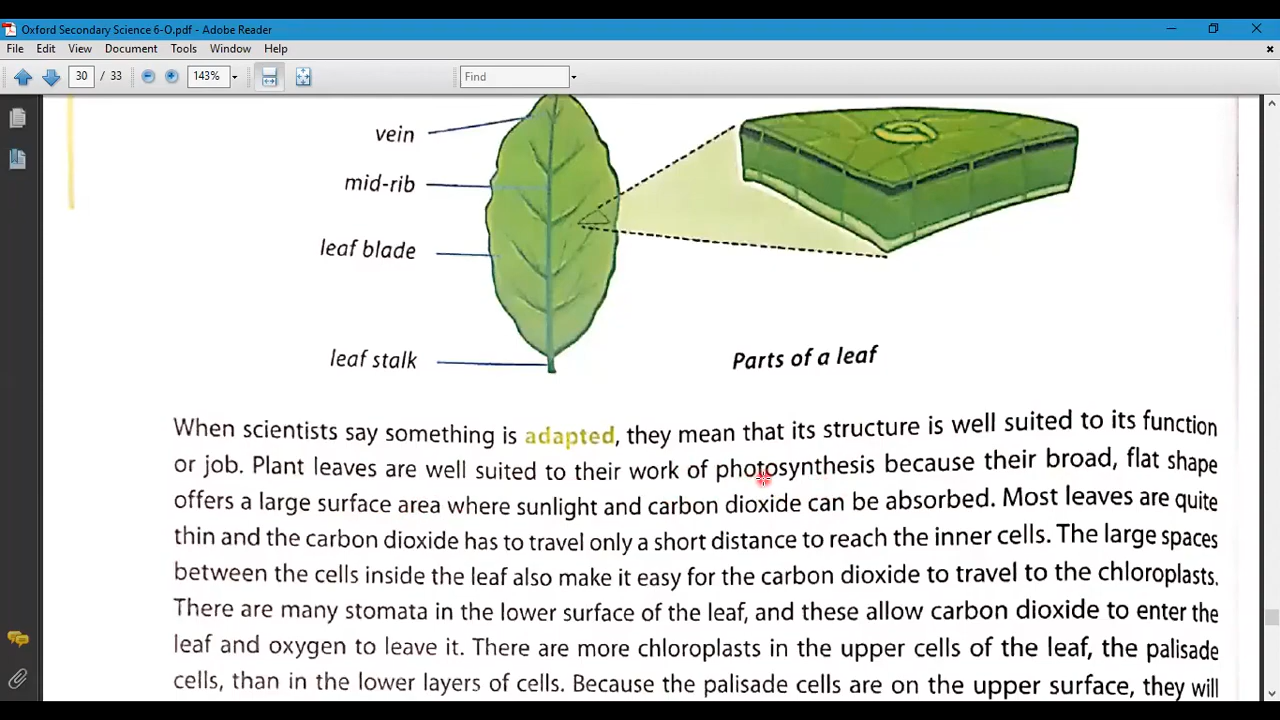 Oxford Secondary Science 6-O.pdf - Adobe Reader
File Edit View Document Tools Window Help
30 / 33 143% Find
vein
mid-rib
leaf blade
leaf stalk
Parts of a leaf
When scientists say something is adapted, they mean that its structure is well suited to its function
or job. Plant leaves are well suited to their work of photosynthesis because their broad, flat shape
offers a large surface area where sunlight and carbon dioxide can be absorbed. Most leaves are quite
thin and the carbon dioxide has to travel only a short distance to reach the inner cells. The large spaces
between the cells inside the leaf also make it easy for the carbon dioxide to travel to the chloroplasts.
There are many stomata in the lower surface of the leaf, and these allow carbon dioxide to enter the
leaf and oxygen to leave it. There are more chloroplasts in the upper cells of the leaf, the palisade
cells, than in the lower layers of cells. Because the palisade cells are on the upper surface, they will